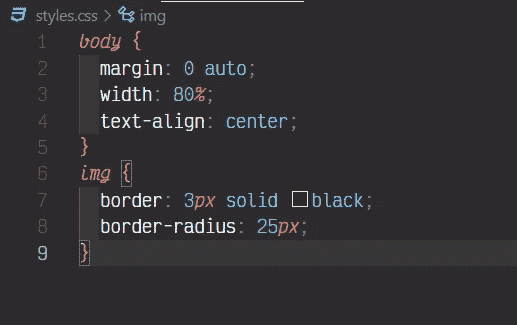 styles.css > img
1 body {
2 margin: 0 auto;
3 width: 80%;
4 text-align: center;
5 }
6 img {
7 border: 3px solid black;
8 border-radius: 25px;
9 }